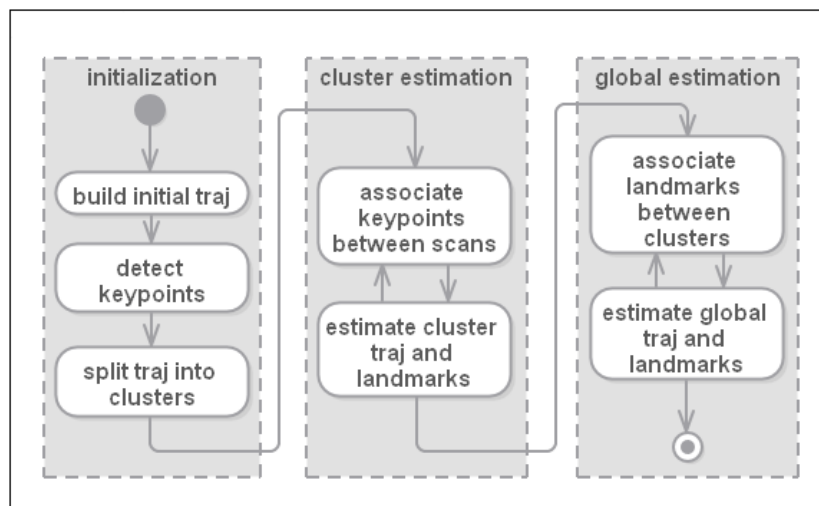 initialization
build initial traj
detect
keypoints
split traj into
clusters
cluster estimation
associate
keypoints
between scans
estimate cluster
traj and
landmarks
global estimation
associate
landmarks
between
clusters
estimate global
traj and
landmarks